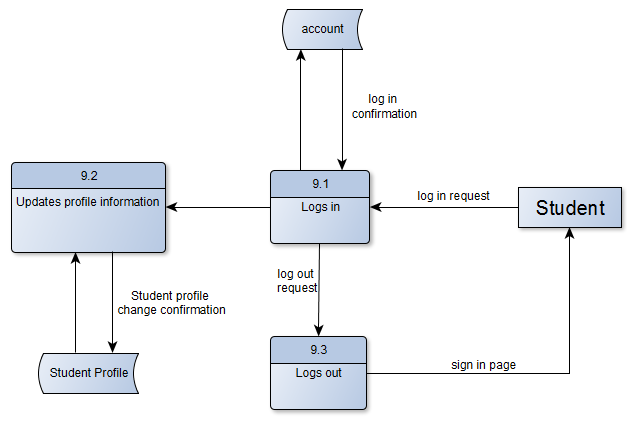 account
log in
confirmation
9.2
Updates profile information
9.1
Logs in
log in request
Student
log out
request
Student profile
change confirmation
9.3
Logs out
sign in page
Student Profile